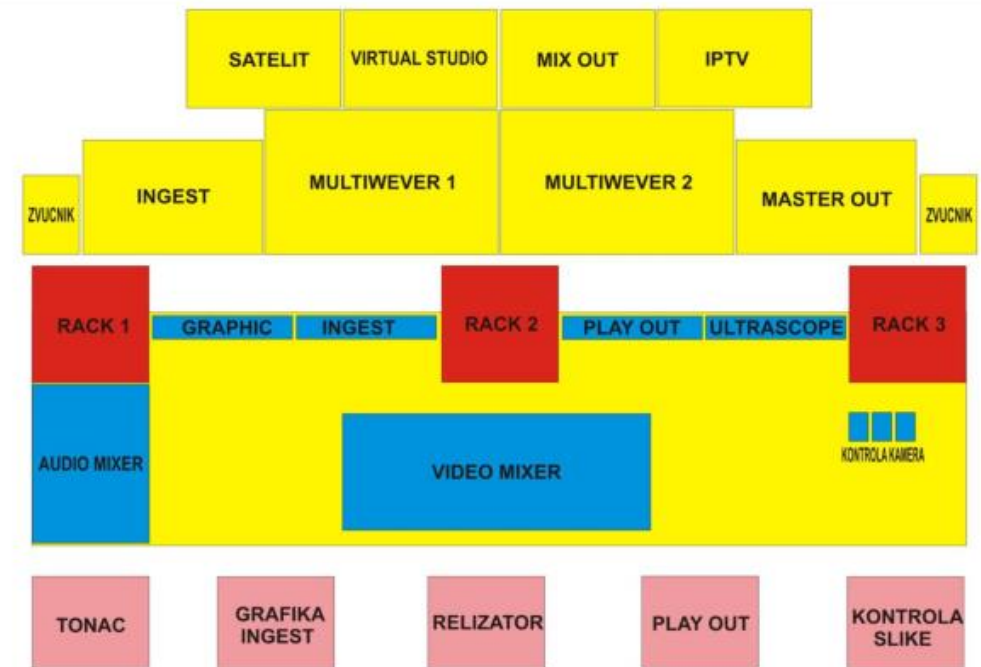 SATELIT
VIRTUAL STUDIO
MIX OUT
IPTV
ZVUCNIK
INGEST
MULTIWEVER 1
MULTIWEVER 2
MASTER OUT
ZVUCNIK
RACK 1
GRAPHIC
INGEST
RACK 2
PLAY OUT
ULTRASCOPE
RACK 3
AUDIO MIXER
VIDEO MIXER
KONTROLA KAMERA
TONAC
GRAFIKA
INGEST
RELIZATOR
PLAY OUT
KONTROLA
SLIKE